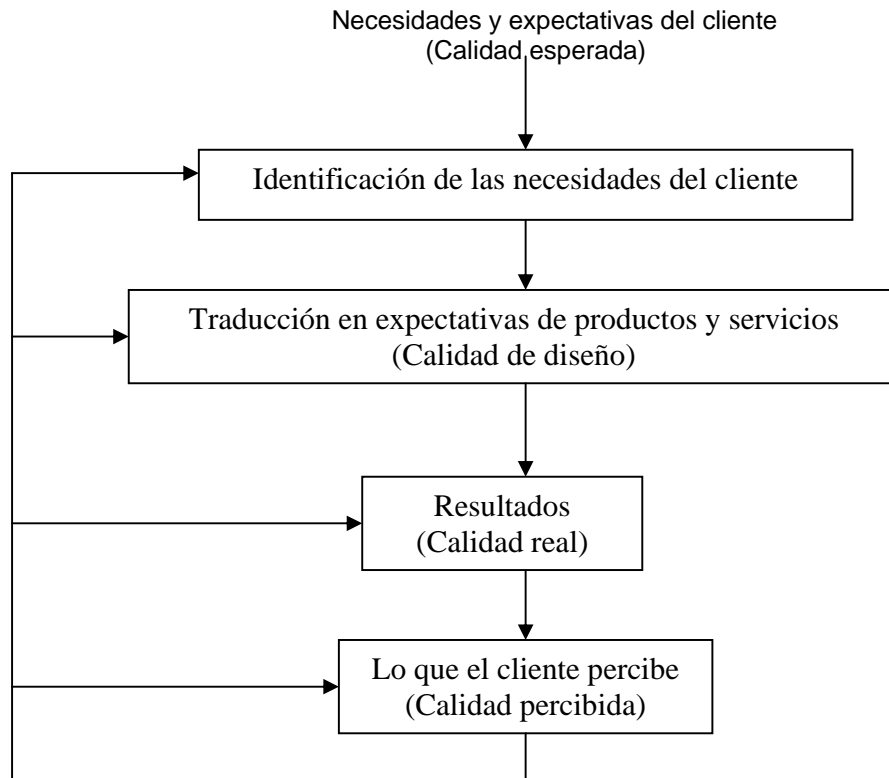 Necesidades y expectativas del cliente
(Calidad esperada)
Identificación de las necesidades del cliente
Traducción en expectativas de productos y servicios
(Calidad de diseño)
Resultados
(Calidad real)
Lo que el cliente percibe
(Calidad percibida)